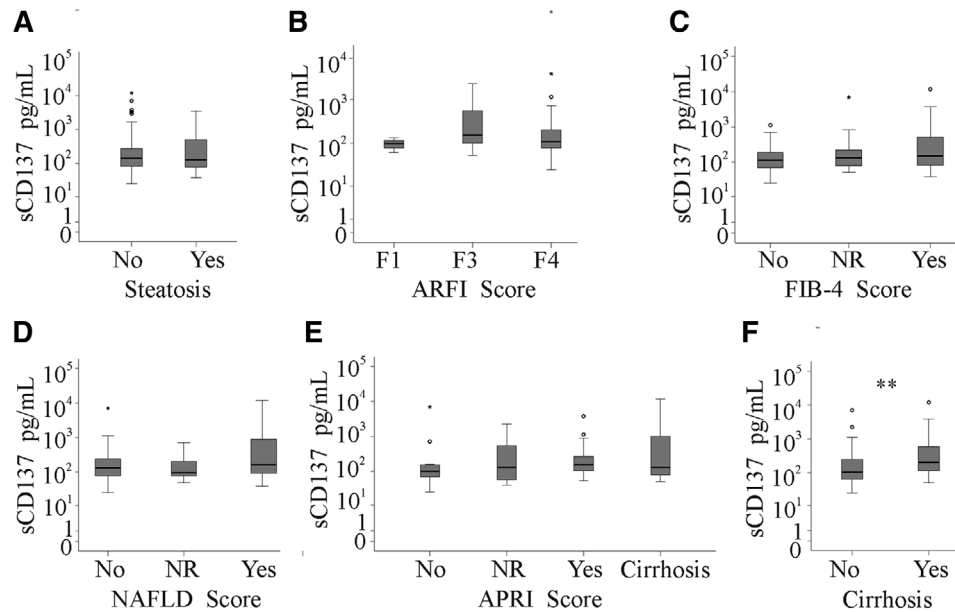 A
sCD137 pg/mL
10^5
10^4
10^3
10^2
10^1
1
0
No Yes
Steatosis
B
sCD137 pg/mL
10^4
10^3
10^2
10^1
1
0
F1 F3 F4
ARFI Score
C
sCD137 pg/mL
10^5
10^4
10^3
10^2
10^1
1
0
No NR Yes
FIB-4 Score
D
sCD137 pg/mL
10^5
10^4
10^3
10^2
10^1
1
0
No NR Yes
NAFLD Score
E
sCD137 pg/mL
10^5
10^4
10^3
10^2
10^1
1
0
No NR Yes Cirrhosis
APRI Score
F
sCD137 pg/mL
10^5
10^4
10^3
10^2
10^1
1
0
**
No Yes
Cirrhosis